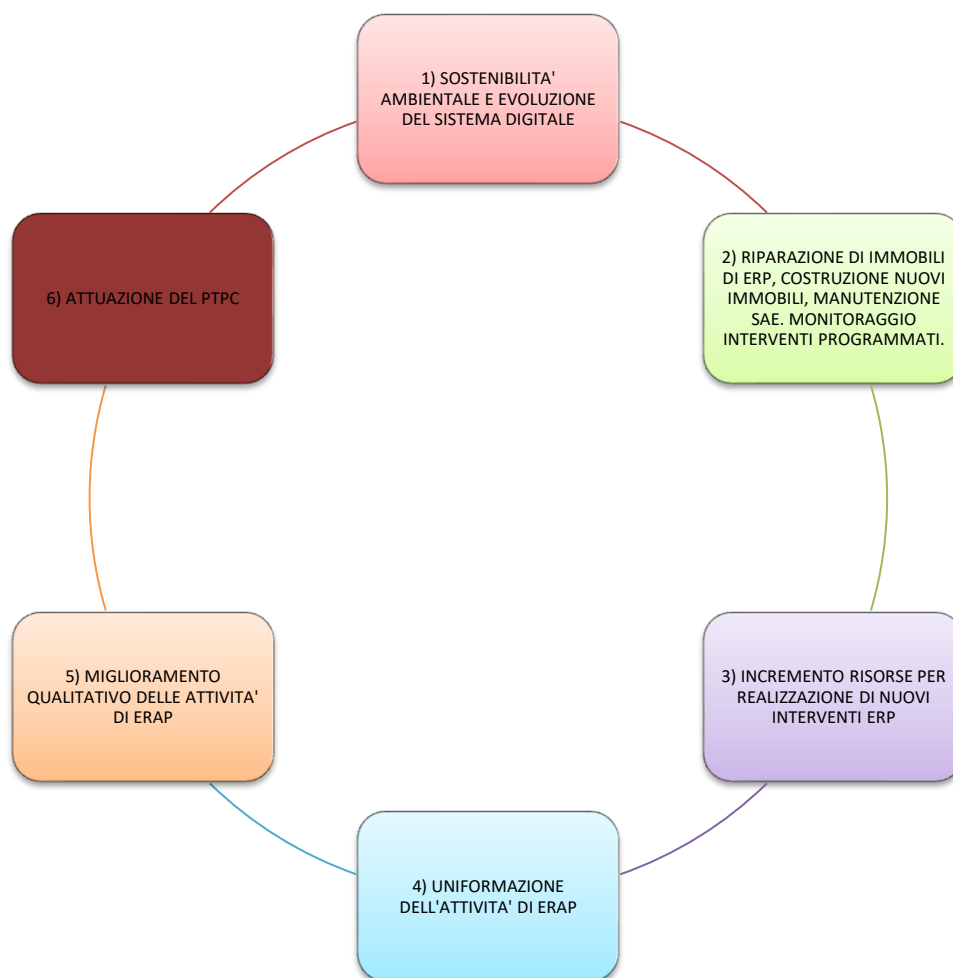 1) SOSTENIBILITA'
AMBIENTALE E EVOLUZIONE
DEL SISTEMA DIGITALE
2) RIPARAZIONE DI IMMOBILI
DI ERP, COSTRUZIONE NUOVI
IMMOBILI, MANUTENZIONE
SAE. MONITORAGGIO
INTERVENTI PROGRAMMATI.
3) INCREMENTO RISORSE PER
REALIZZAZIONE DI NUOVI
INTERVENTI ERP
4) UNIFORMAZIONE
DELL'ATTIVITA' DI ERAP
5) MIGLIORAMENTO
QUALITATIVO DELLE ATTIVITA'
DI ERAP
6) ATTUAZIONE DEL PTPC